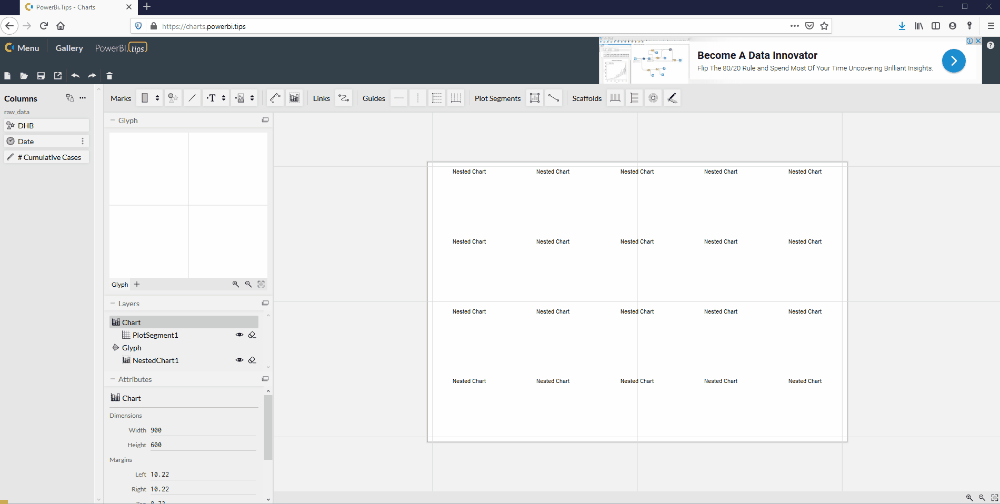 PowerBi.Tips - Charts
https://charts.powerbi.tips
Menu Gallery PowerBI.tips
Become A Data Innovator
Flip The 80/20 Rule and Spend Most Of Your Time Uncovering Brilliant Insights.
Columns
raw data
DHB
Date
# Cumulative Cases
Marks T Links Guides Plot Segments Scaffolds
Glyph
Glyph +
Layers
Chart
PlotSegment1
Glyph
NestedChart1
Attributes
Chart
Dimensions
Width 900
Height 600
Margins
Left 10.22
Right 10.22
Nested Chart Nested Chart Nested Chart Nested Chart Nested Chart
Nested Chart Nested Chart Nested Chart Nested Chart Nested Chart
Nested Chart Nested Chart Nested Chart Nested Chart Nested Chart
Nested Chart Nested Chart Nested Chart Nested Chart Nested Chart